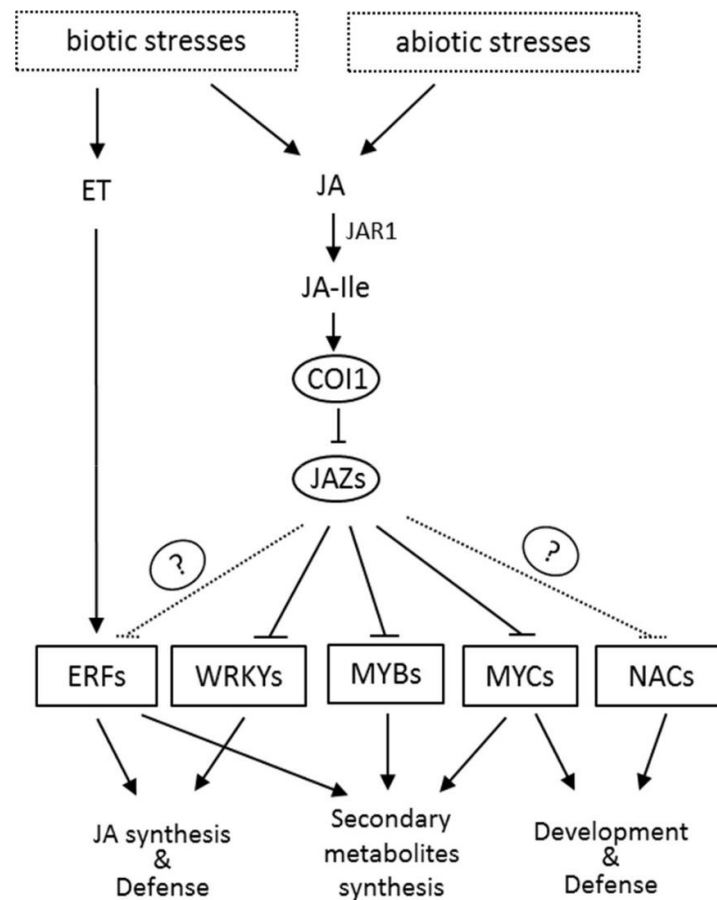 biotic stresses
abiotic stresses
ET
JA
JAR1
JA-Ile
COI1
JAZs
?
?
ERFs
WRKYs
MYBs
MYCs
NACs
JA synthesis
&
Defense
Secondary
metabolites
synthesis
Development
&
Defense